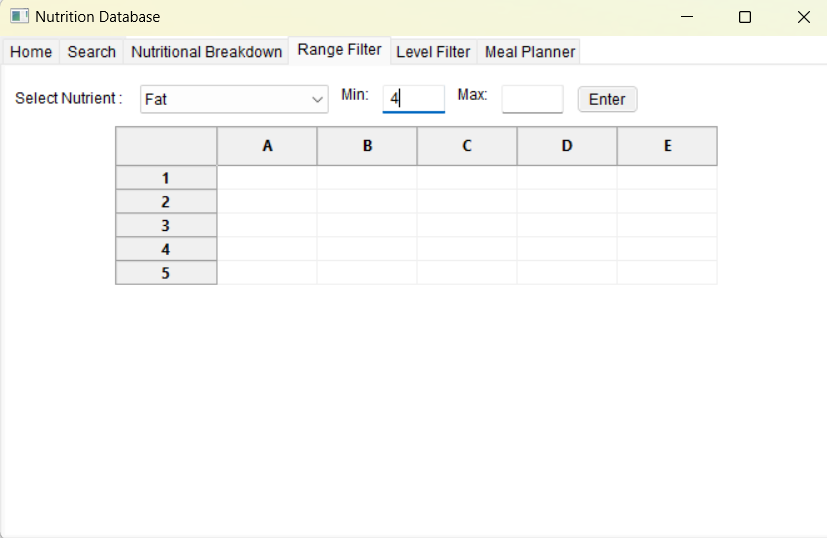 Nutrition Database
Home Search Nutritional Breakdown Range Filter Level Filter Meal Planner
Select Nutrient : Fat Min: 4 Max: Enter
A B C D E
1
2
3
4
5